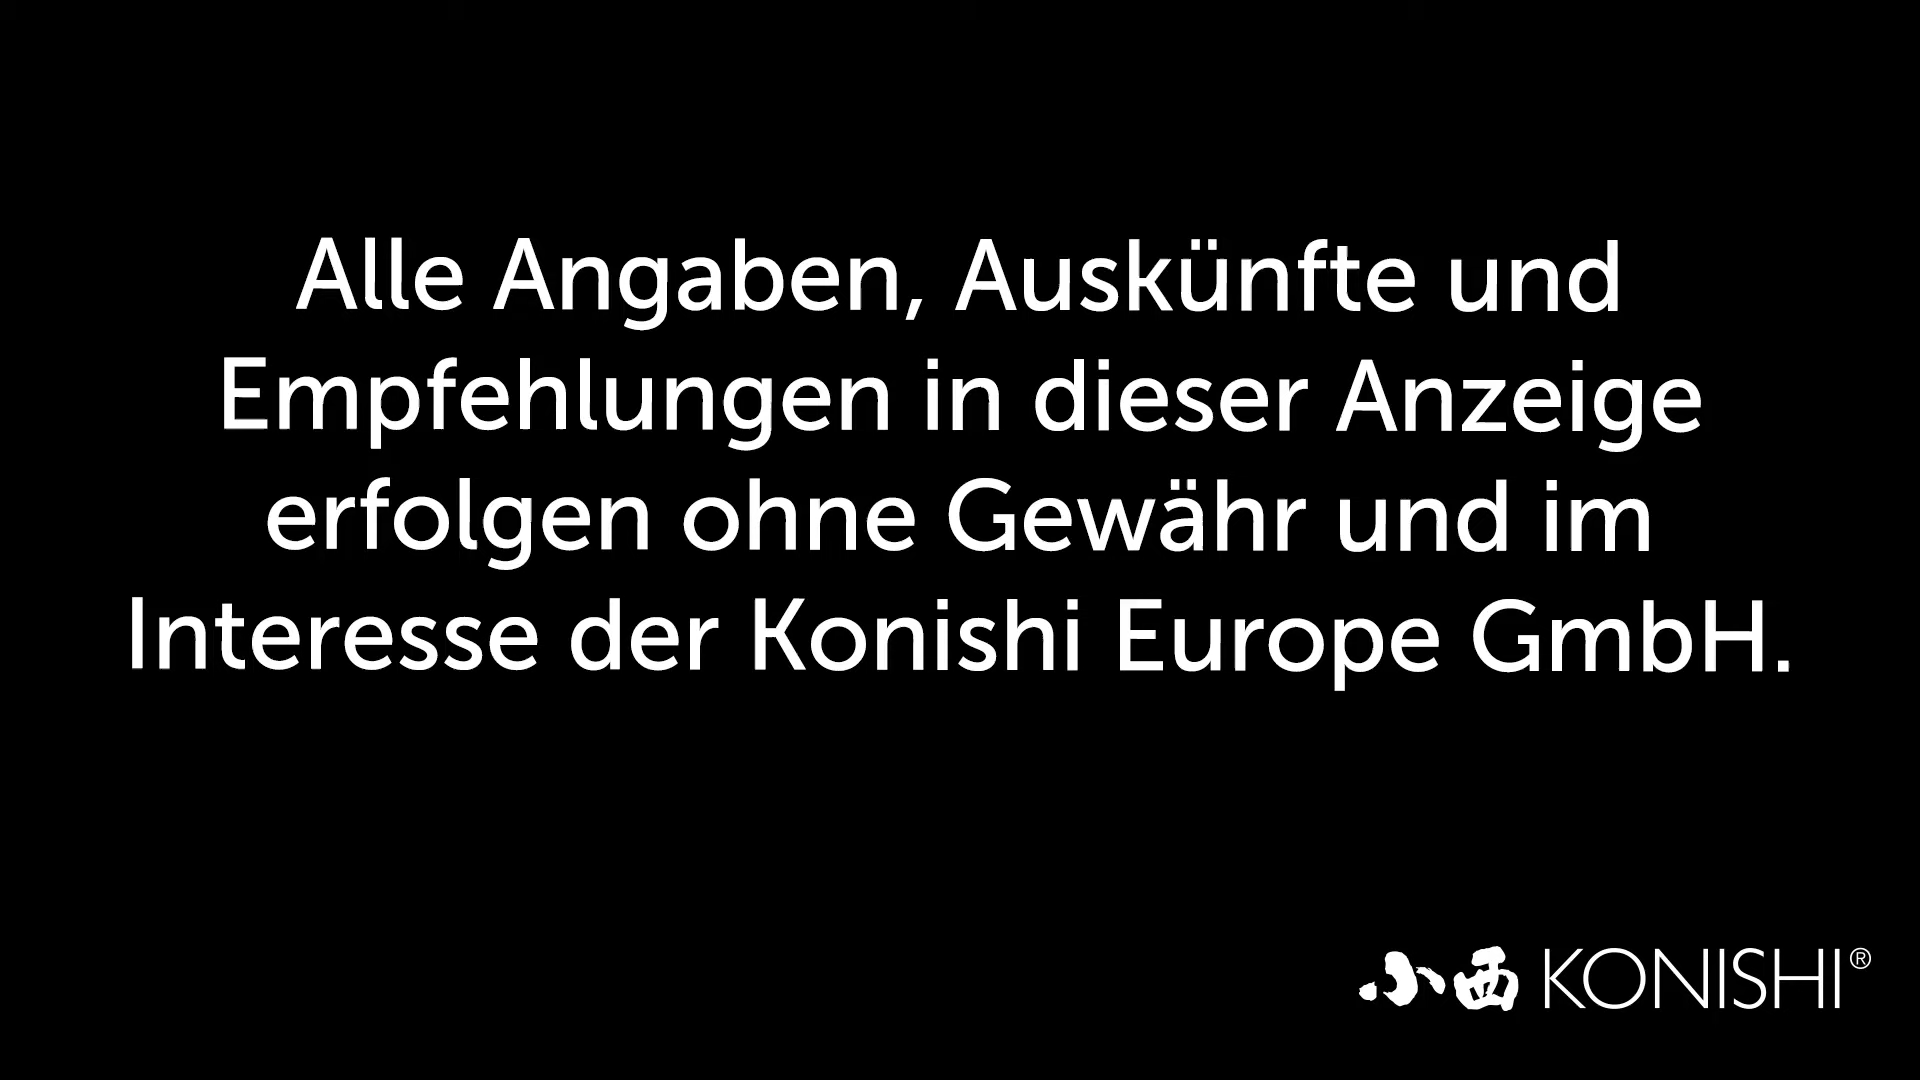 Alle Angaben, Auskünfte und
Empfehlungen in dieser Anzeige
erfolgen ohne Gewähr und im
Interesse der Konishi Europe GmbH.
小西 KONISHI®